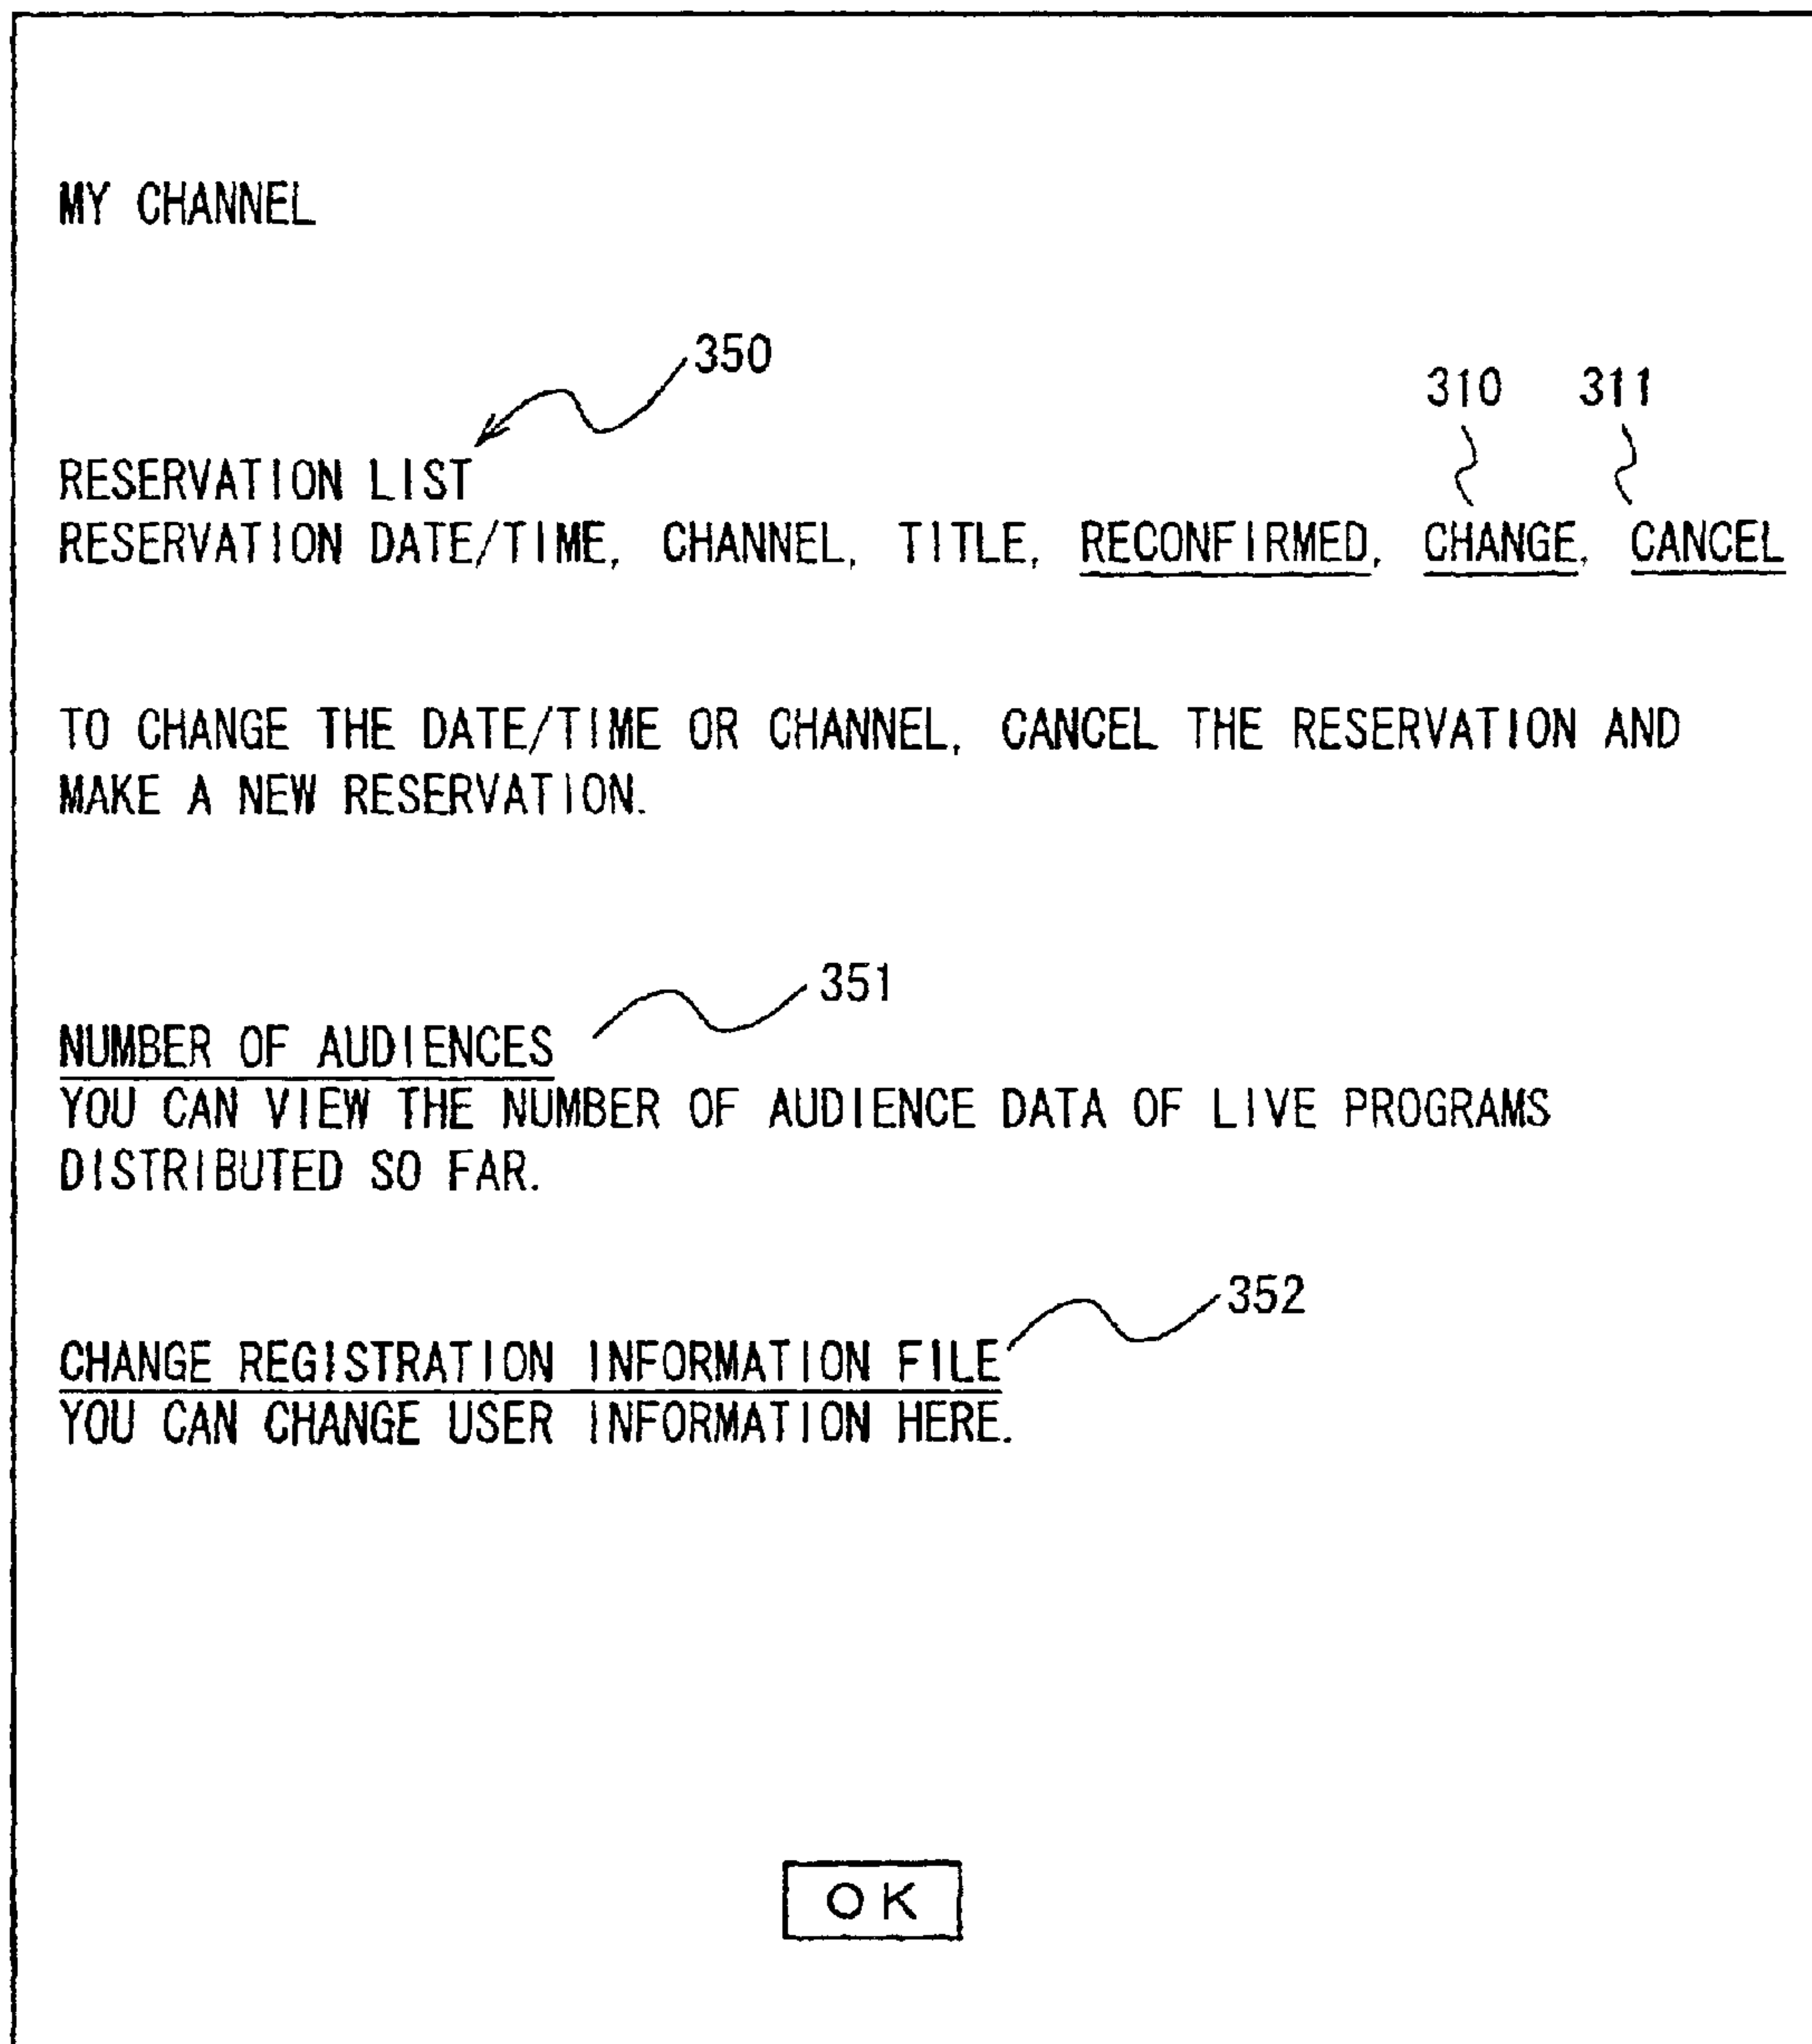 MY CHANNEL
350
310 311
RESERVATION LIST
RESERVATION DATE/TIME, CHANNEL, TITLE, RECONFIRMED, CHANGE, CANCEL
TO CHANGE THE DATE/TIME OR CHANNEL, CANCEL THE RESERVATION AND
MAKE A NEW RESERVATION.
351
NUMBER OF AUDIENCES
YOU CAN VIEW THE NUMBER OF AUDIENCE DATA OF LIVE PROGRAMS
DISTRIBUTED SO FAR.
352
CHANGE REGISTRATION INFORMATION FILE
YOU CAN CHANGE USER INFORMATION HERE.
OK